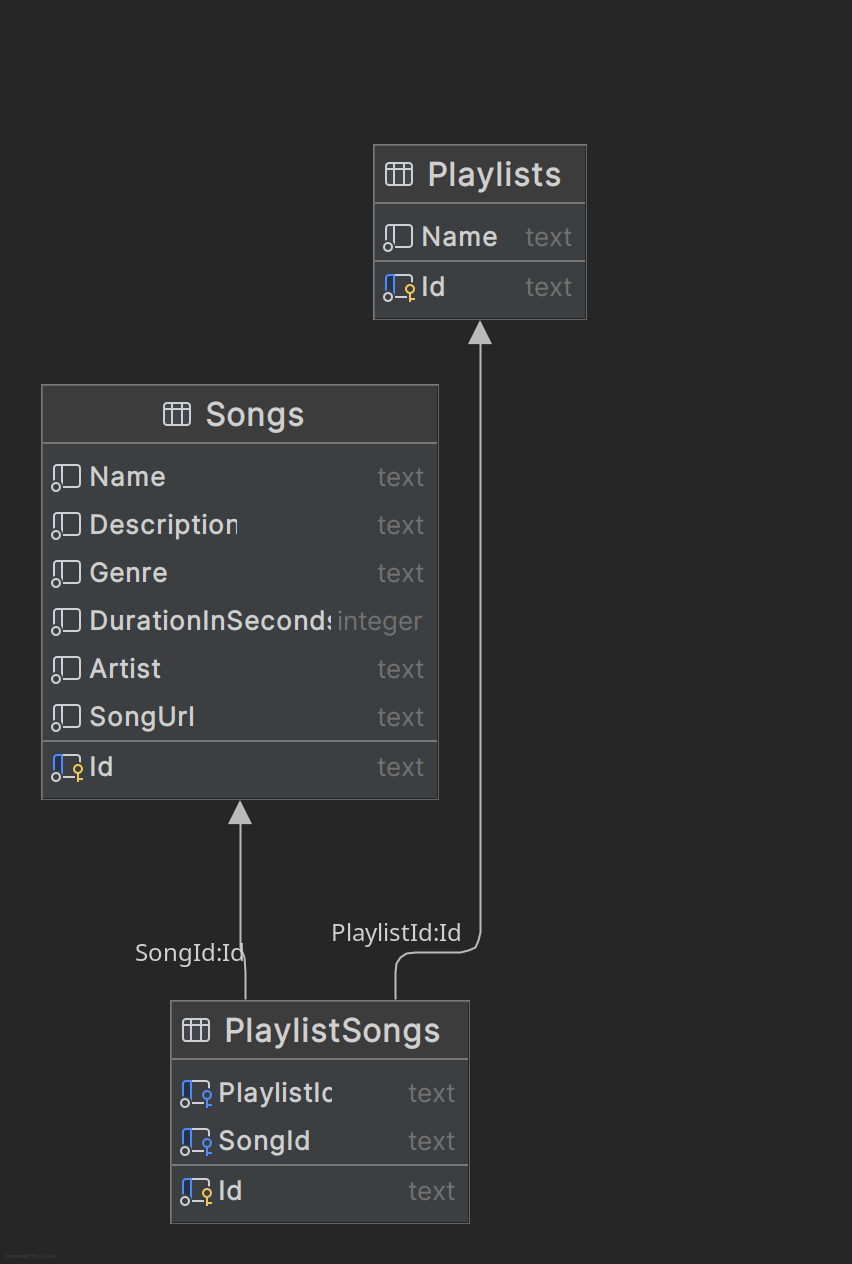 Playlists
Name text
Id text
Songs
Name text
Description text
Genre text
DurationInSeconds integer
Artist text
SongUrl text
Id text
SongId:Id
PlaylistId:Id
PlaylistSongs
PlaylistId text
SongId text
Id text